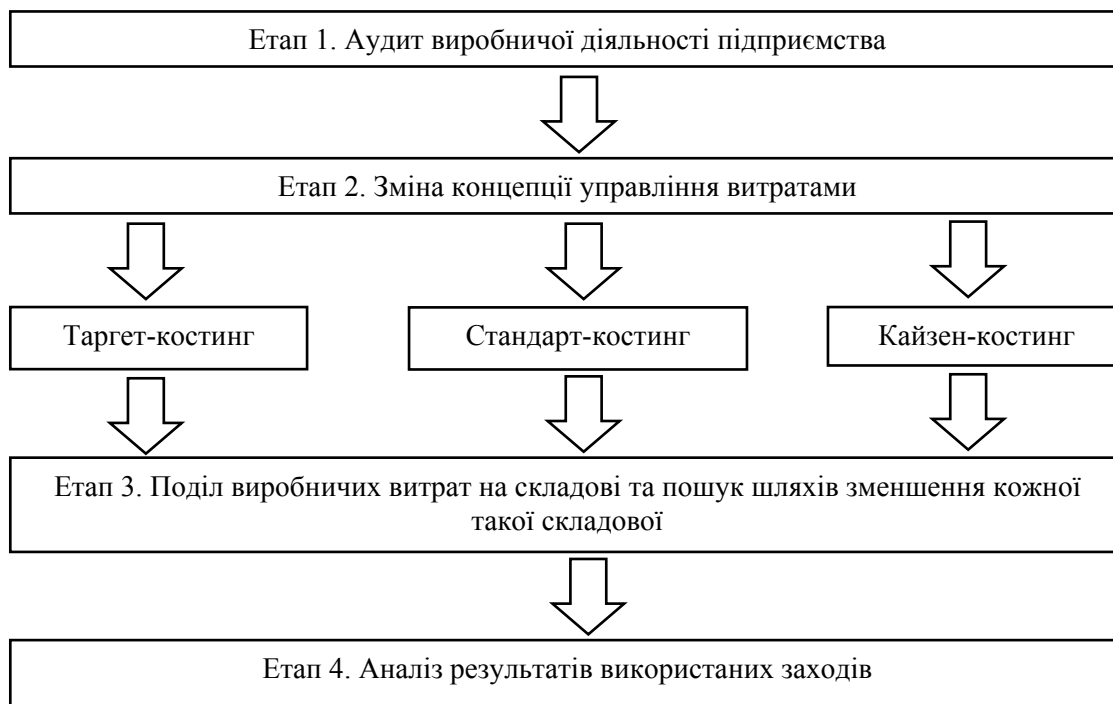 Етап 1. Аудит виробничої діяльності підприємства
Етап 2. Зміна концепції управління витратами
Таргет-костинг
Стандарт-костинг
Кайзен-костинг
Етап 3. Поділ виробничих витрат на складові та пошук шляхів зменшення кожної
такої складової
Етап 4. Аналіз результатів використаних заходів